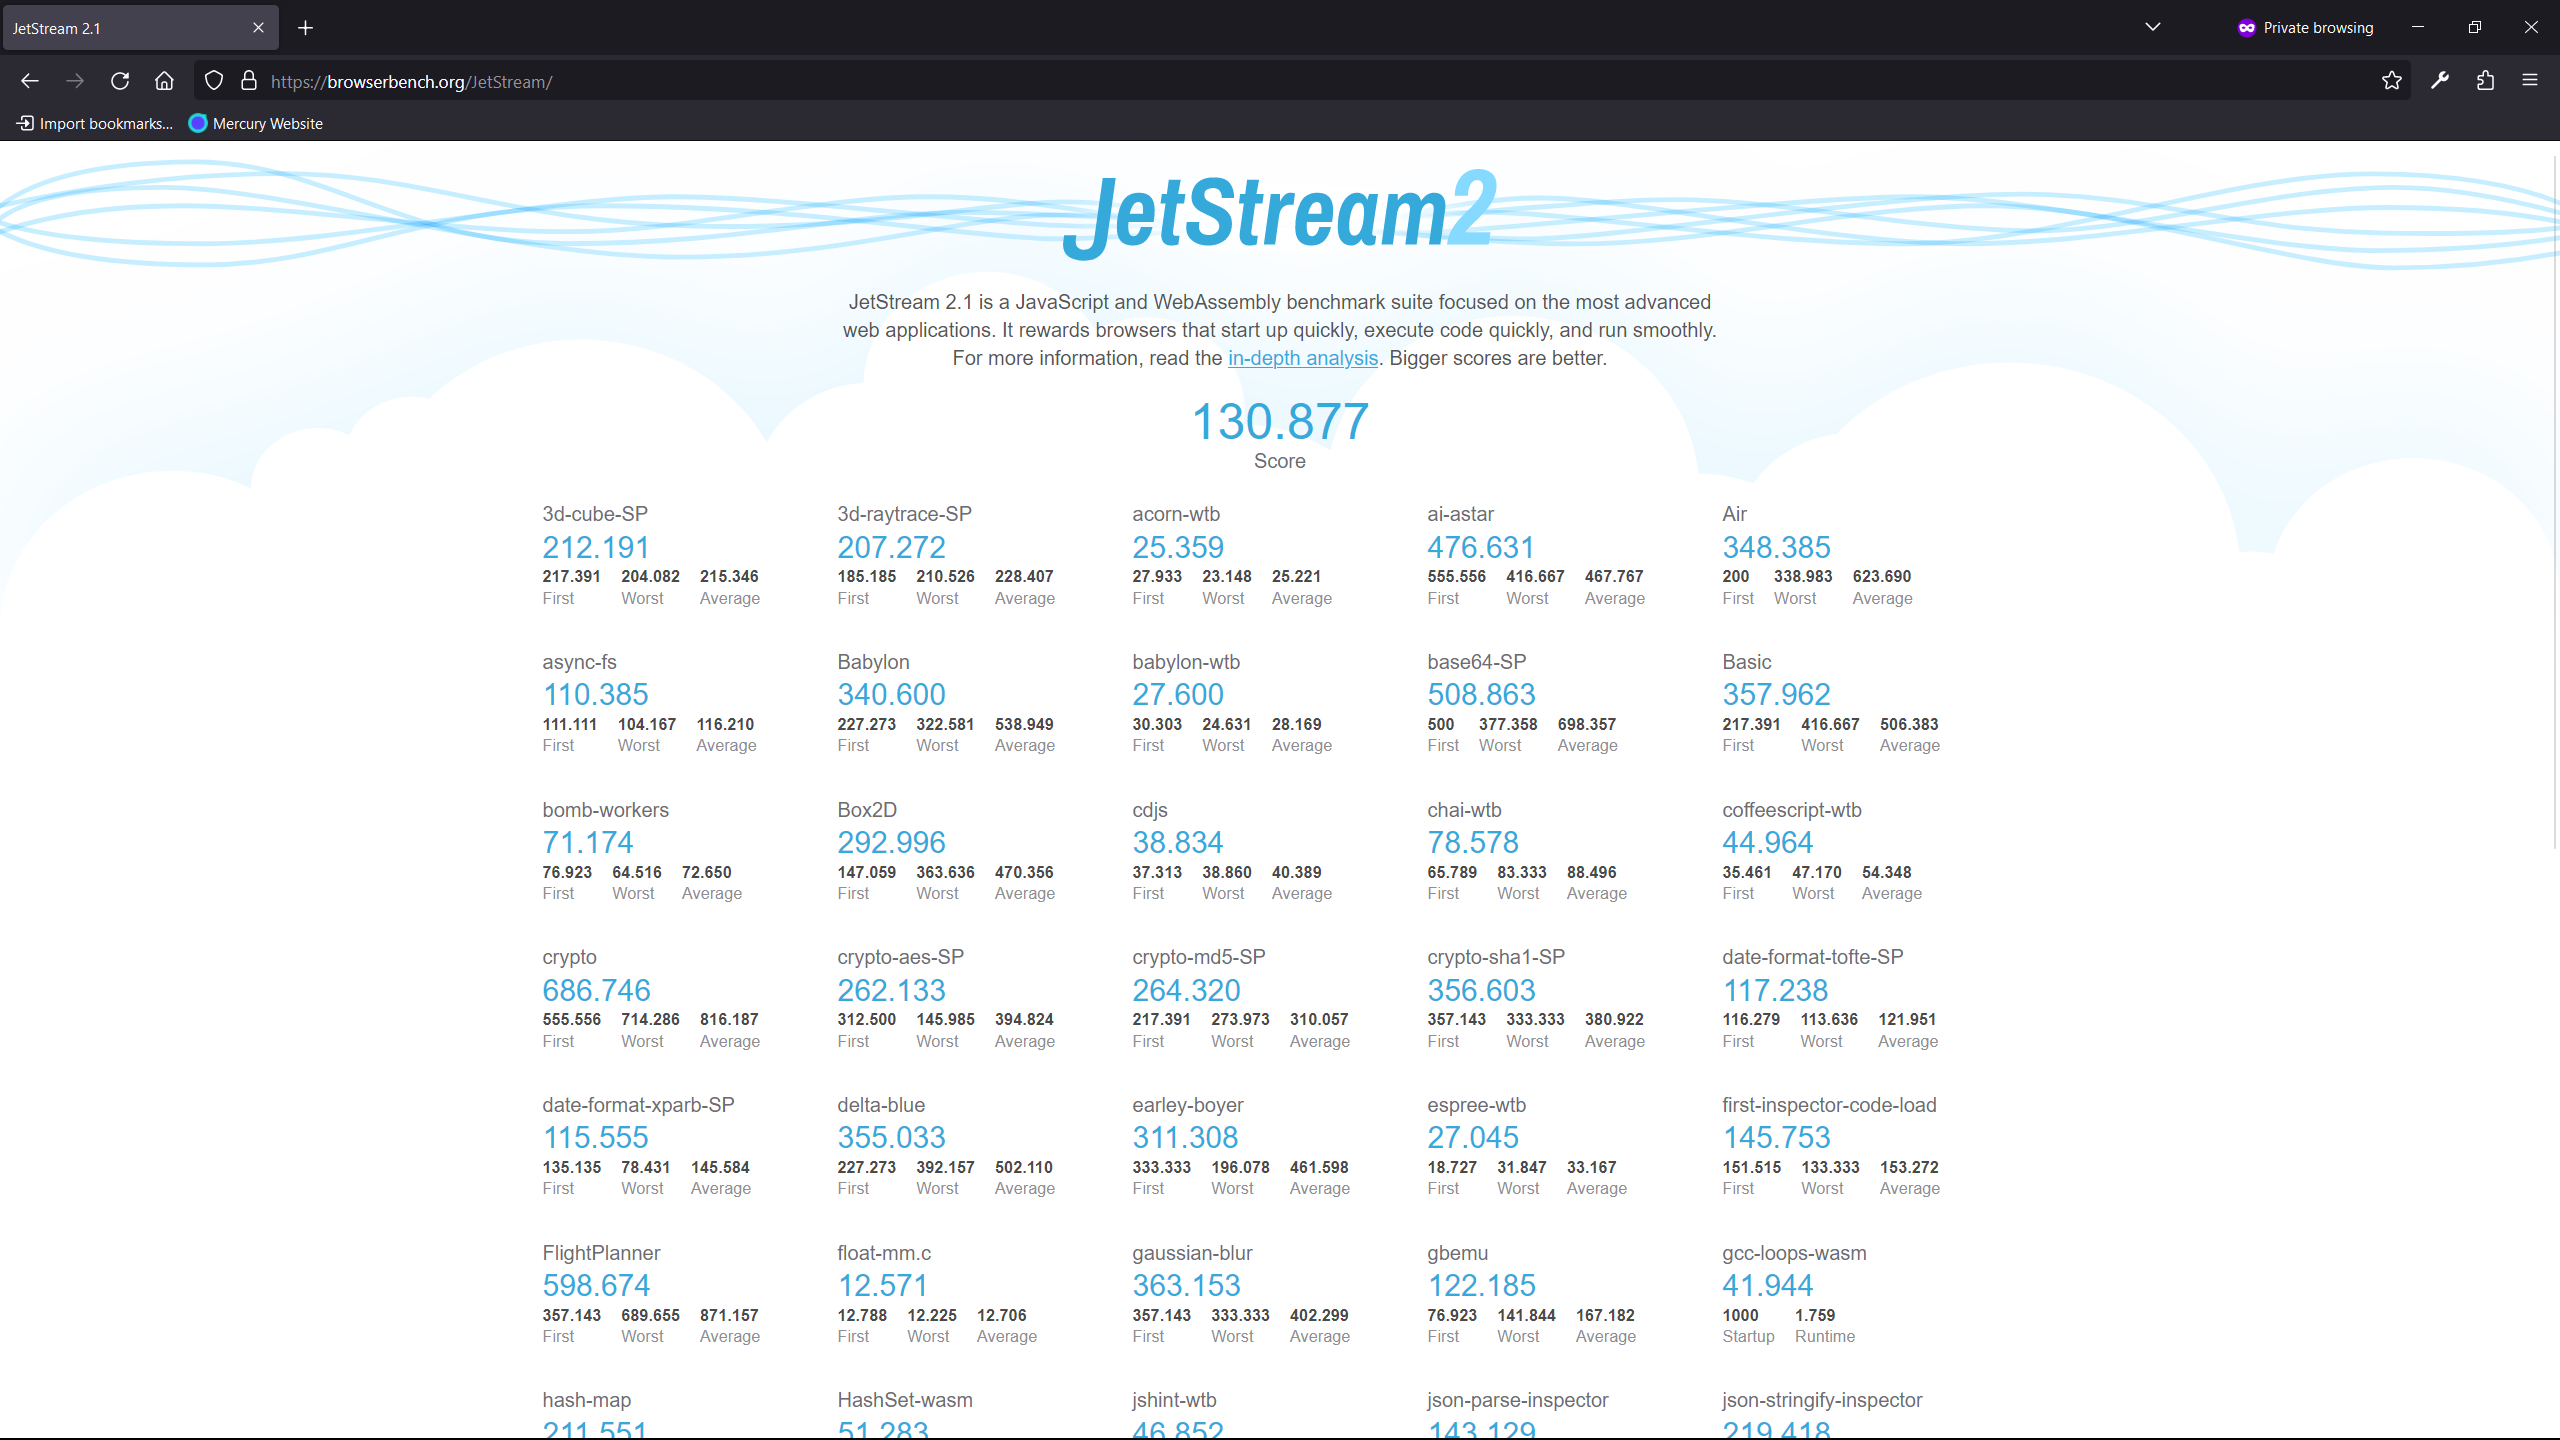 JetStream 2.1
Private browsing
https://browserbench.org/JetStream/
Import bookmarks...
Mercury Website
JetStream2
JetStream 2.1 is a JavaScript and WebAssembly benchmark suite focused on the most advanced
web applications. It rewards browsers that start up quickly, execute code quickly, and run smoothly.
For more information, read the in-depth analysis. Bigger scores are better.
130.877
Score
3d-cube-SP 3d-raytrace-SP acorn-wtb ai-astar Air
212.191 207.272 25.359 476.631 348.385
217.391 204.082 215.346 185.185 210.526 228.407 27.933 23.148 25.221 555.556 416.667 467.767 200 338.983 623.690
First Worst Average First Worst Average First Worst Average First Worst Average First Worst Average
async-fs Babylon babylon-wtb base64-SP Basic
110.385 340.600 27.600 508.863 357.962
111.111 104.167 116.210 227.273 322.581 538.949 30.303 24.631 28.169 500 377.358 698.357 217.391 416.667 506.383
First Worst Average First Worst Average First Worst Average First Worst Average First Worst Average
bomb-workers Box2D cdjs chai-wtb coffeescript-wtb
71.174 292.996 38.834 78.578 44.964
76.923 64.516 72.650 147.059 363.636 470.356 37.313 38.860 40.389 65.789 83.333 88.496 35.461 47.170 54.348
First Worst Average First Worst Average First Worst Average First Worst Average First Worst Average
crypto crypto-aes-SP crypto-md5-SP crypto-sha1-SP date-format-tofte-SP
686.746 262.133 264.320 356.603 117.238
555.556 714.286 816.187 312.500 145.985 394.824 217.391 273.973 310.057 357.143 333.333 380.922 116.279 113.636 121.951
First Worst Average First Worst Average First Worst Average First Worst Average First Worst Average
date-format-xparb-SP delta-blue earley-boyer espree-wtb first-inspector-code-load
115.555 355.033 311.308 27.045 145.753
135.135 78.431 145.584 227.273 392.157 502.110 333.333 196.078 461.598 18.727 31.847 33.167 151.515 133.333 153.272
First Worst Average First Worst Average First Worst Average First Worst Average First Worst Average
FlightPlanner float-mm.c gaussian-blur gbemu gcc-loops-wasm
598.674 12.571 363.153 122.185 41.944
357.143 689.655 871.157 12.788 12.225 12.706 357.143 333.333 402.299 76.923 141.844 167.182 1000 1.759
First Worst Average First Worst Average First Worst Average First Worst Average Startup Runtime
hash-map HashSet-wasm jshint-wtb json-parse-inspector json-stringify-inspector
211.551 51.283 46.852 143.129 219.418